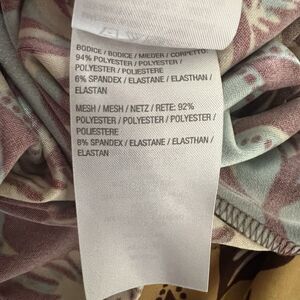 BODICE / BODICE / MIEDER / CORPETTO
94% POLYESTER / POLYESTER /
POLYESTER / POLIESTERE
6% SPANDEX / ELASTANE / ELASTHAN /
ELASTAN
MESH / MESH / NETZ / RETE: 92%
POLYESTER / POLYESTER / POLYESTER /
POLIESTERE
8% SPANDEX / ELASTANE / ELASTHAN /
ELASTAN